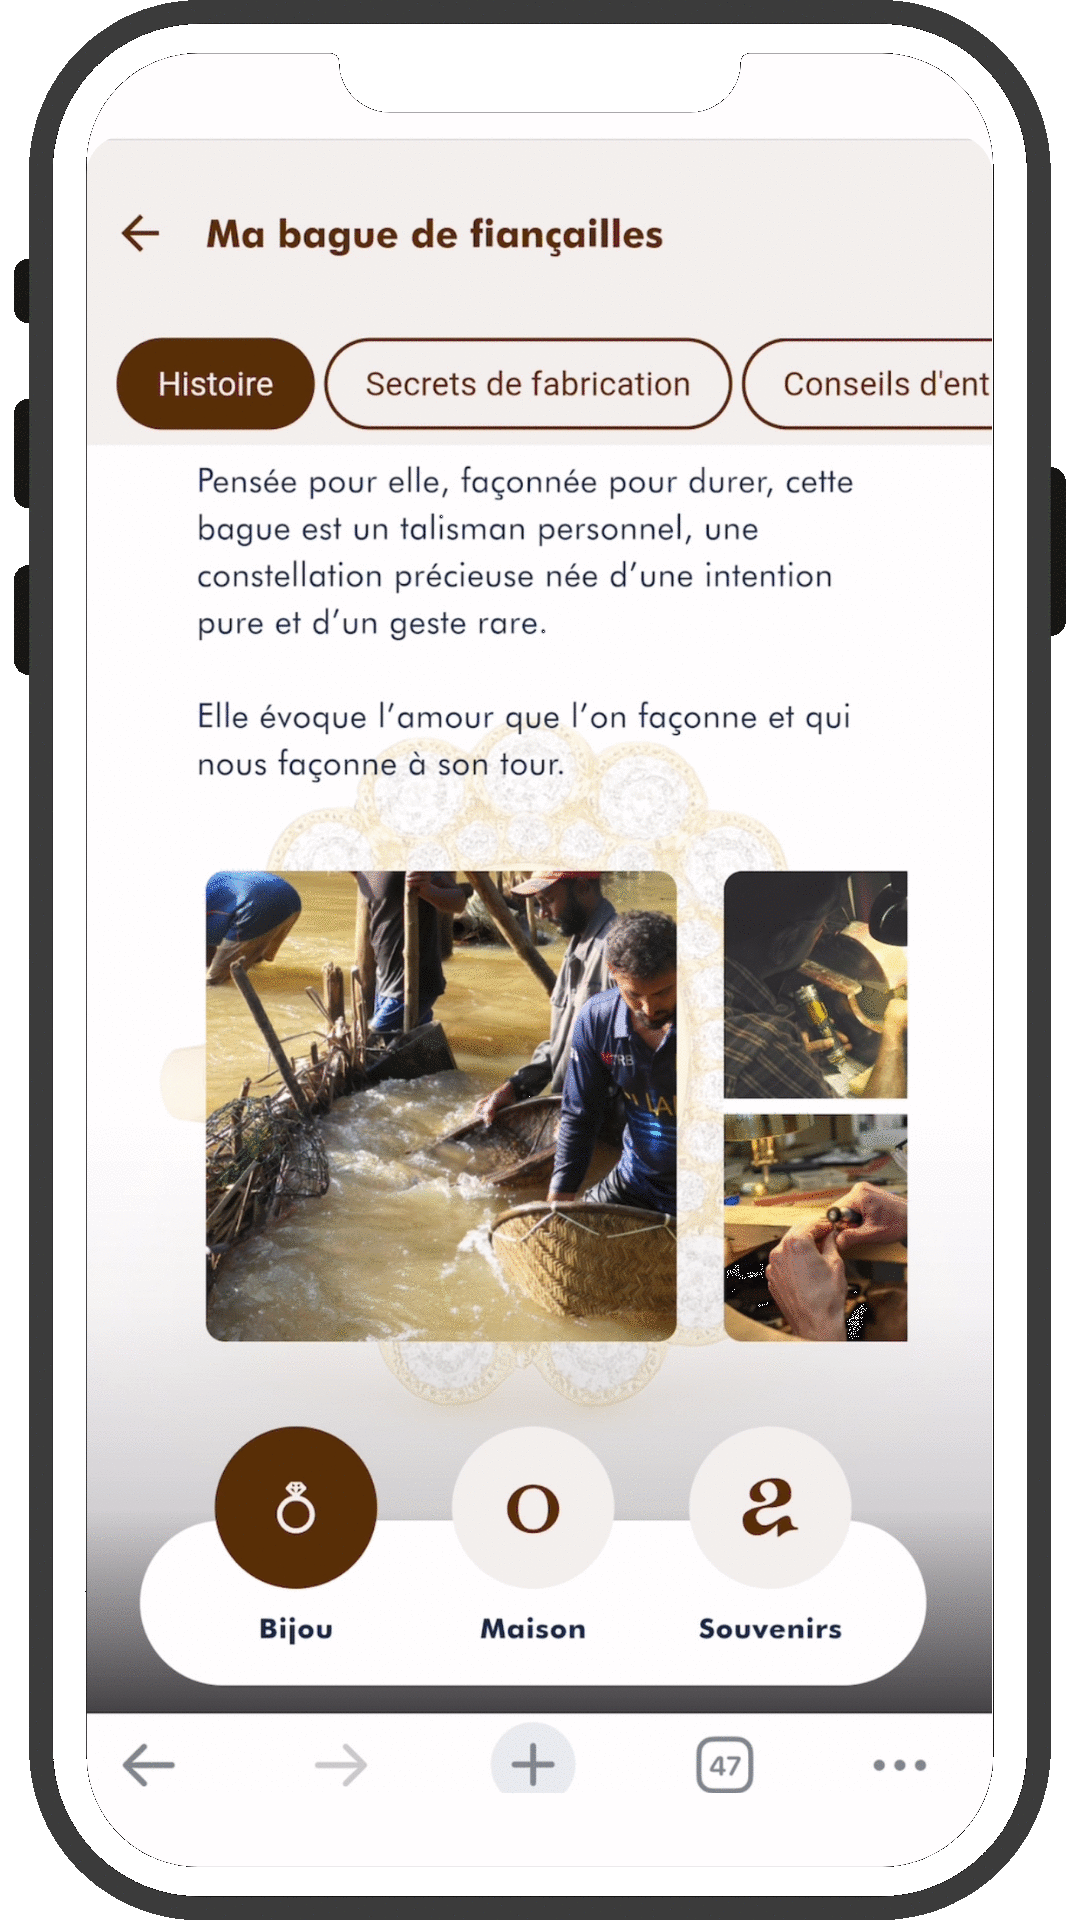 Ma bague de fiançailles
Histoire
Secrets de fabrication
Conseils d'ent
Pensée pour elle, façonnée pour durer, cette
bague est un talisman personnel, une
constellation précieuse née d’une intention
pure et d’un geste rare.
Elle évoque l’amour que l’on façonne et qui
nous façonne à son tour.
o
a
Bijou
Maison
Souvenirs
47